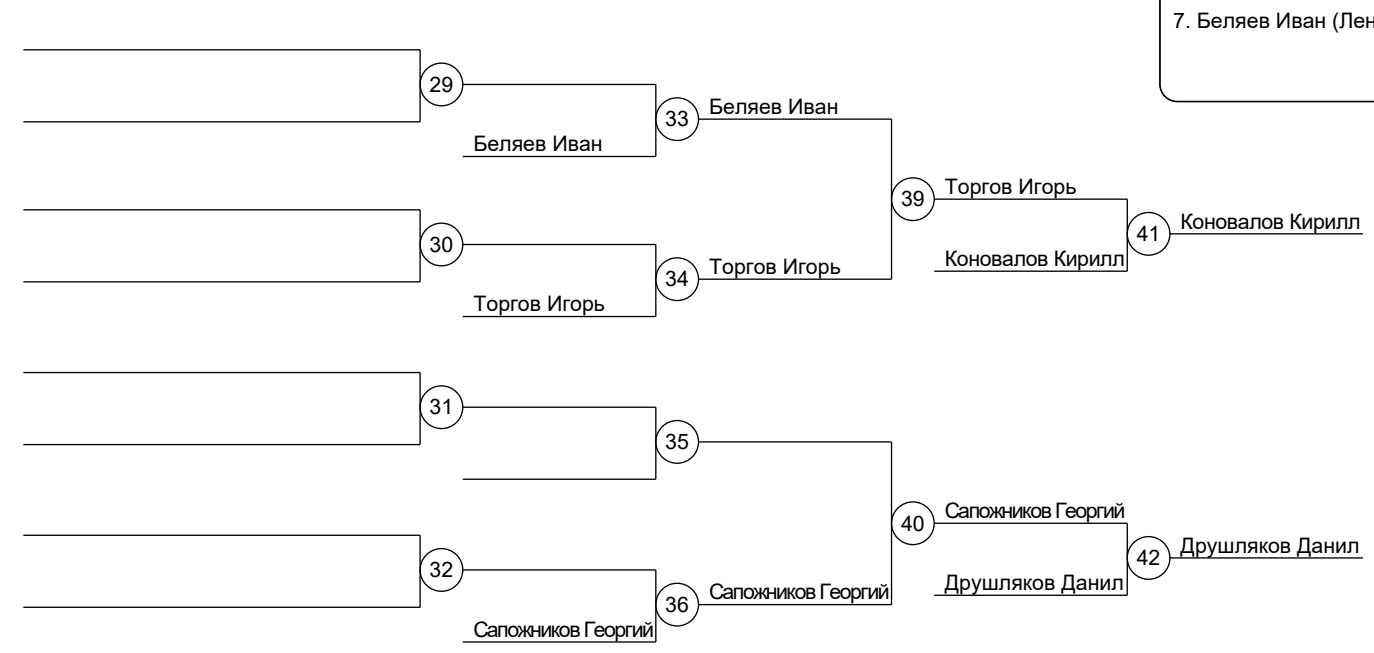 7. Беляев Иван (Лен
29
33
Беляев Иван
Беляев Иван
39
Торгов Игорь
30
41
Коновалов Кирилл
Коновалов Кирилл
34
Торгов Игорь
Торгов Игорь
31
35
40
Сапожников Георгий
42
Друшляков Данил
Друшляков Данил
32
36
Сапожников Георгий
Сапожников Георгий